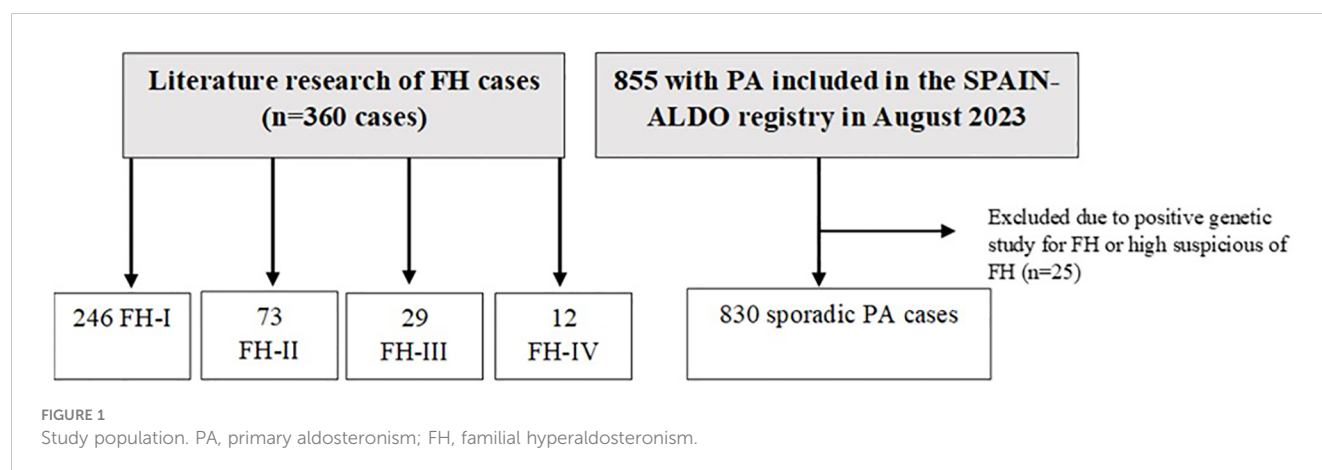 Literature research of FH cases
(n=360 cases)
855 with PA included in the SPAIN-
ALDO registry in August 2023
Excluded due to positive genetic
study for FH or high suspicious of
FH (n=25)
246 FH-I
73
FH-II
29
FH-III
12
FH-IV
830 sporadic PA cases
FIGURE 1
Study population. PA, primary aldosteronism; FH, familial hyperaldosteronism.